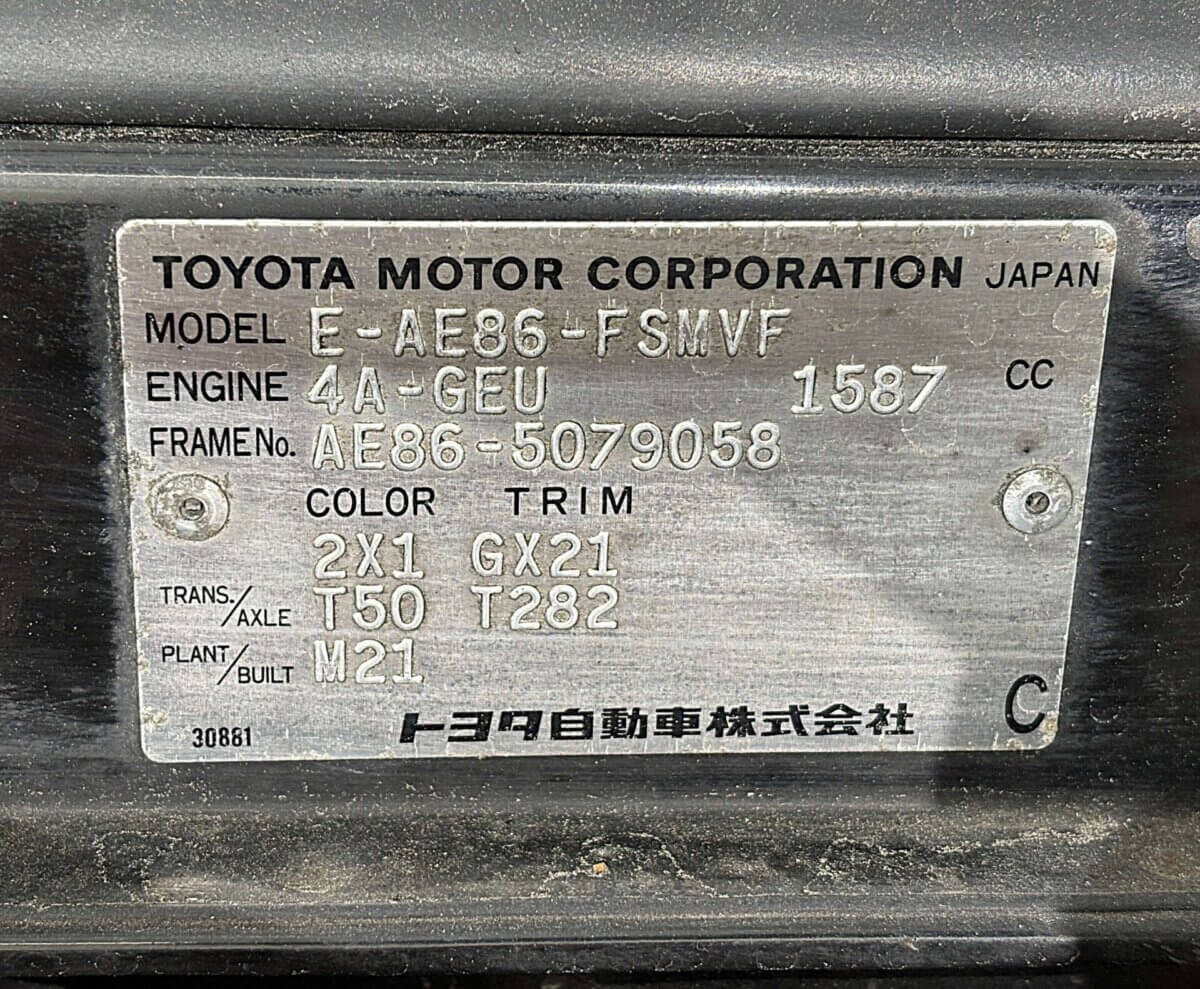 TOYOTA MOTOR CORPORATION JAPAN
MODEL E-AE86-FSMVF
ENGINE 4A-GEU 1587 CC
FRAME No. AE86-5079058
COLOR TRIM
2X1 GX21
TRANS./AXLE T50 T282
PLANT/BUILT M21
30881 トヨタ自動車株式会社 C